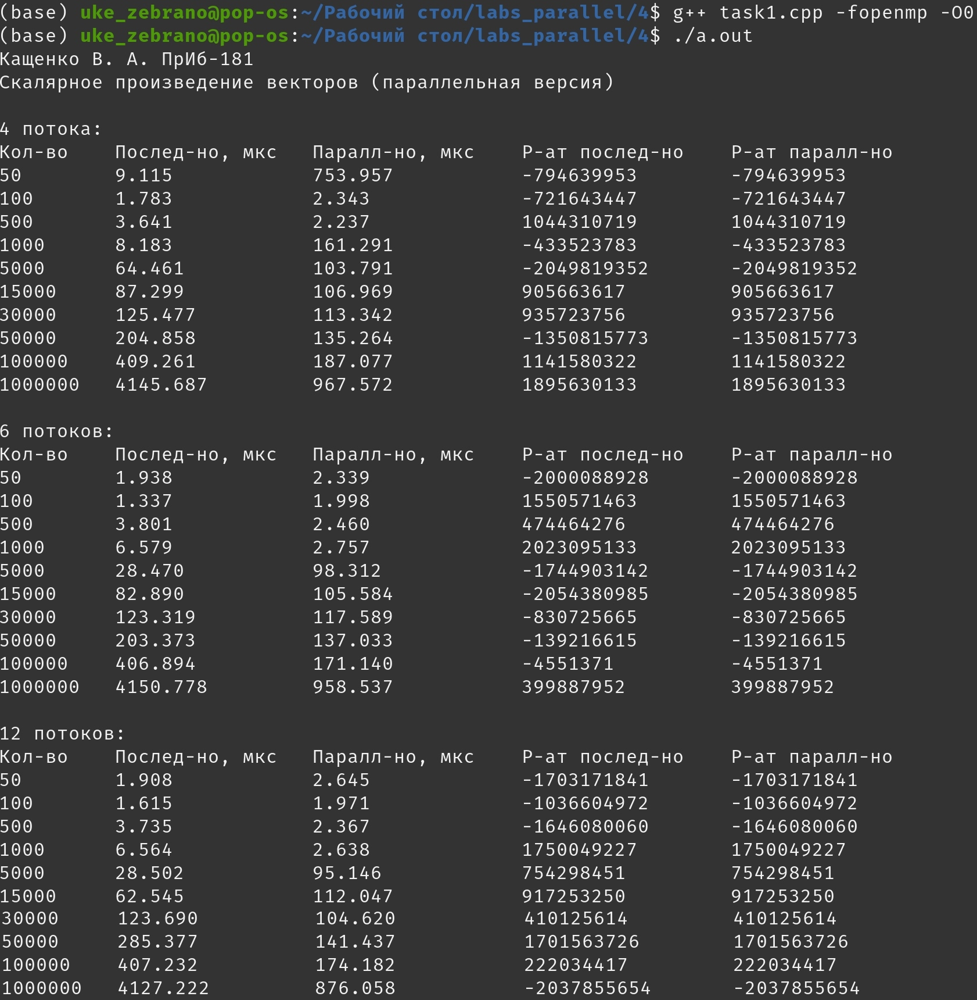 (base) uke_zebrano@pop-os:~/Рабочий стол/labs_parallel/4$ g++ task1.cpp -fopenmp -O0
(base) uke_zebrano@pop-os:~/Рабочий стол/labs_parallel/4$ ./a.out
Кащенко В. А. ПрИб-181
Скалярное произведение векторов (параллельная версия)

4 потока:
Кол-во Послед-но, мкс Паралл-но, мкс Р-ат послед-но Р-ат паралл-но
50 9.115 753.957 -794639953 -794639953
100 1.783 2.343 -721643447 -721643447
500 3.641 2.237 1044310719 1044310719
1000 8.183 161.291 -433523783 -433523783
5000 64.461 103.791 -2049819352 -2049819352
15000 87.299 106.969 905663617 905663617
30000 125.477 113.342 935723756 935723756
50000 204.858 135.264 -1350815773 -1350815773
100000 409.261 187.077 1141580322 1141580322
1000000 4145.687 967.572 1895630133 1895630133

6 потоков:
Кол-во Послед-но, мкс Паралл-но, мкс Р-ат послед-но Р-ат паралл-но
50 1.938 2.339 -2000088928 -2000088928
100 1.337 1.998 1550571463 1550571463
500 3.801 2.460 474464276 474464276
1000 6.579 2.757 2023095133 2023095133
5000 28.470 98.312 -1744903142 -1744903142
15000 82.890 105.584 -2054380985 -2054380985
30000 123.319 117.589 -830725665 -830725665
50000 203.373 137.033 -139216615 -139216615
100000 406.894 171.140 -4551371 -4551371
1000000 4150.778 958.537 399887952 399887952

12 потоков:
Кол-во Послед-но, мкс Паралл-но, мкс Р-ат послед-но Р-ат паралл-но
50 1.908 2.645 -1703171841 -1703171841
100 1.615 1.971 -1036604972 -1036604972
500 3.735 2.367 -1646080060 -1646080060
1000 6.564 2.638 1750049227 1750049227
5000 28.502 95.146 754298451 754298451
15000 62.545 112.047 917253250 917253250
30000 123.690 104.620 410125614 410125614
50000 285.377 141.437 1701563726 1701563726
100000 407.232 174.182 222034417 222034417
1000000 4127.222 876.058 -2037855654 -2037855654